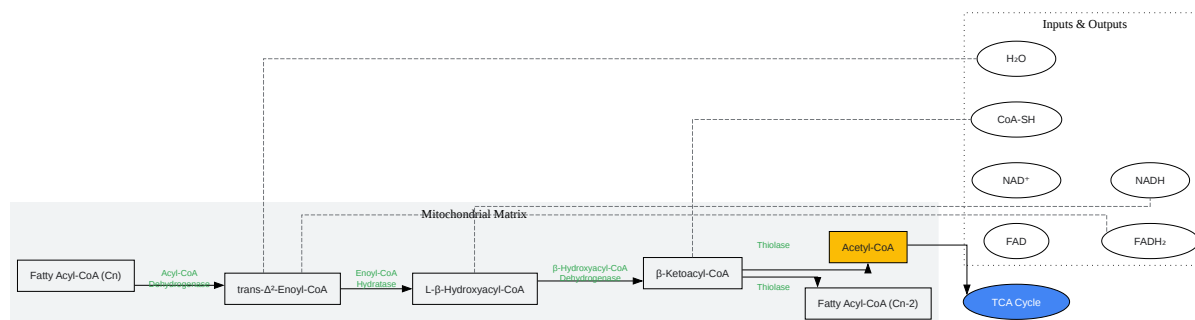 Inputs & Outputs
H₂O
CoA-SH
NAD⁺
NADH
Mitochondrial Matrix
FAD
FADH₂
Thiolase
Acetyl-CoA
Fatty Acyl-CoA (Cn)
Acyl-CoA
Dehydrogenase
trans-Δ²-Enoyl-CoA
Enoyl-CoA
Hydratase
L-β-Hydroxyacyl-CoA
β-Hydroxyacyl-CoA
Dehydrogenase
β-Ketoacyl-CoA
Thiolase
Fatty Acyl-CoA (Cn-2)
TCA Cycle